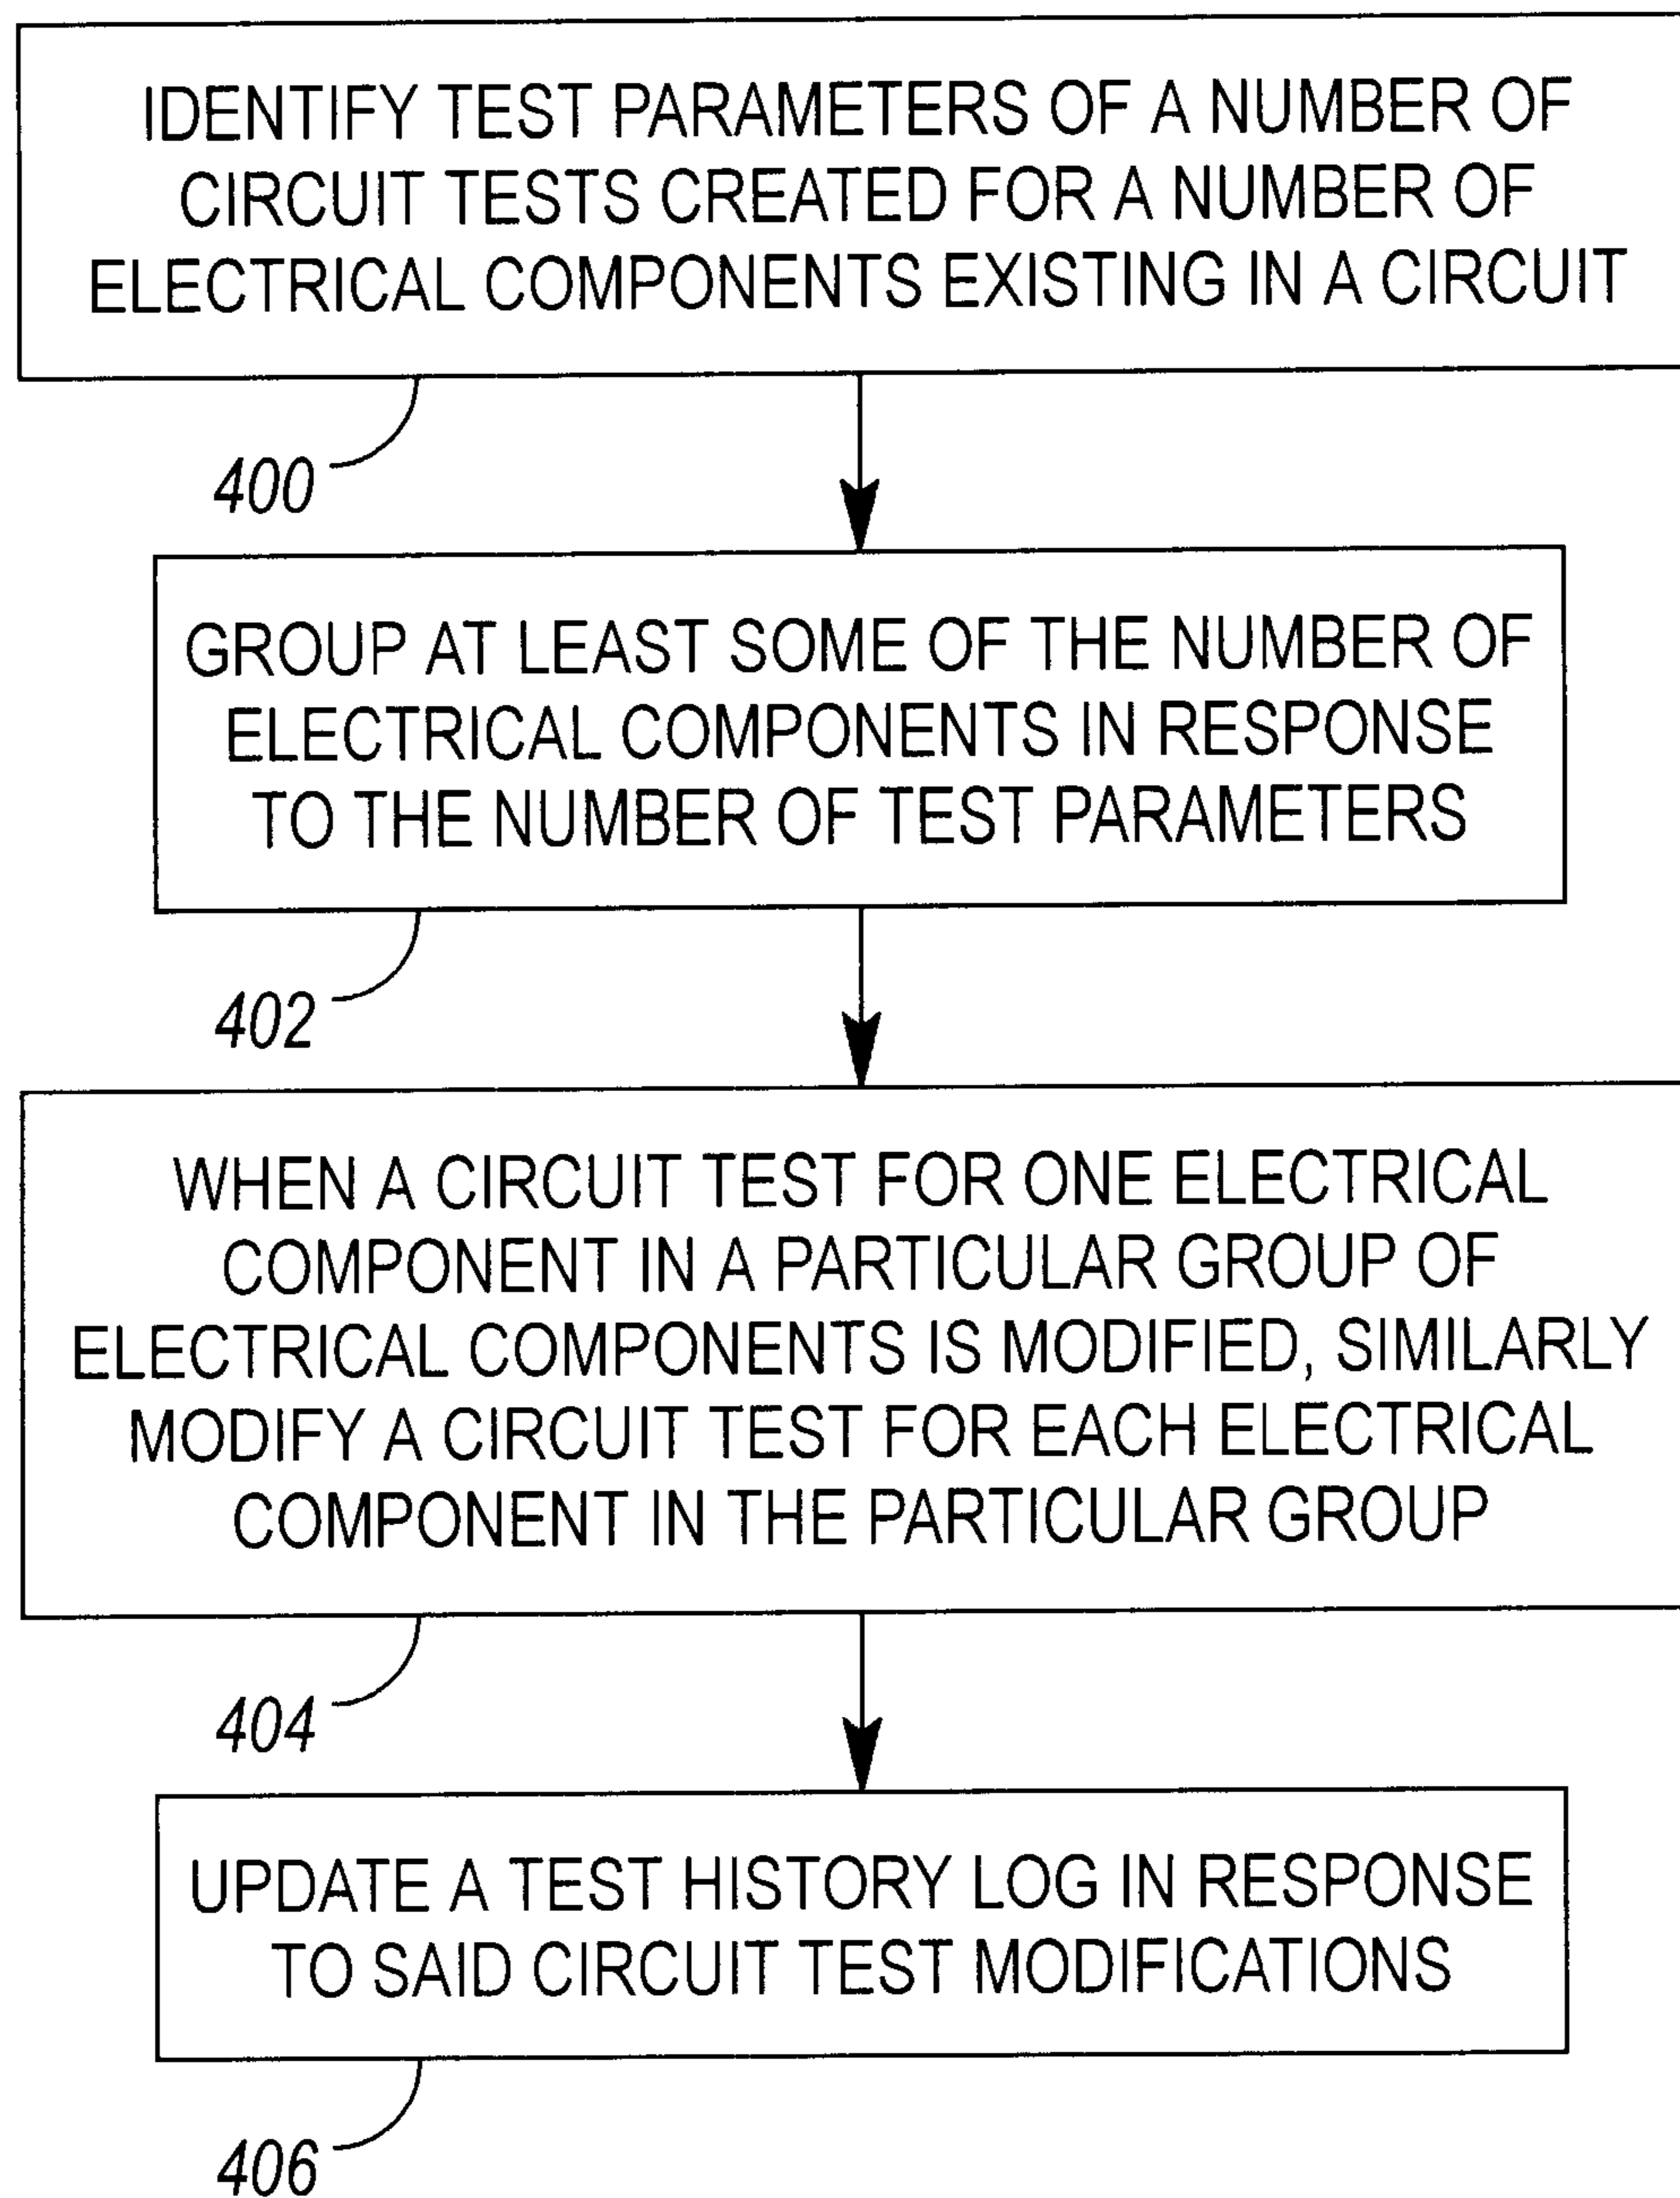 IDENTIFY TEST PARAMETERS OF A NUMBER OF
CIRCUIT TESTS CREATED FOR A NUMBER OF
ELECTRICAL COMPONENTS EXISTING IN A CIRCUIT
400
GROUP AT LEAST SOME OF THE NUMBER OF
ELECTRICAL COMPONENTS IN RESPONSE
TO THE NUMBER OF TEST PARAMETERS
402
WHEN A CIRCUIT TEST FOR ONE ELECTRICAL
COMPONENT IN A PARTICULAR GROUP OF
ELECTRICAL COMPONENTS IS MODIFIED, SIMILARLY
MODIFY A CIRCUIT TEST FOR EACH ELECTRICAL
COMPONENT IN THE PARTICULAR GROUP
404
UPDATE A TEST HISTORY LOG IN RESPONSE
TO SAID CIRCUIT TEST MODIFICATIONS
406